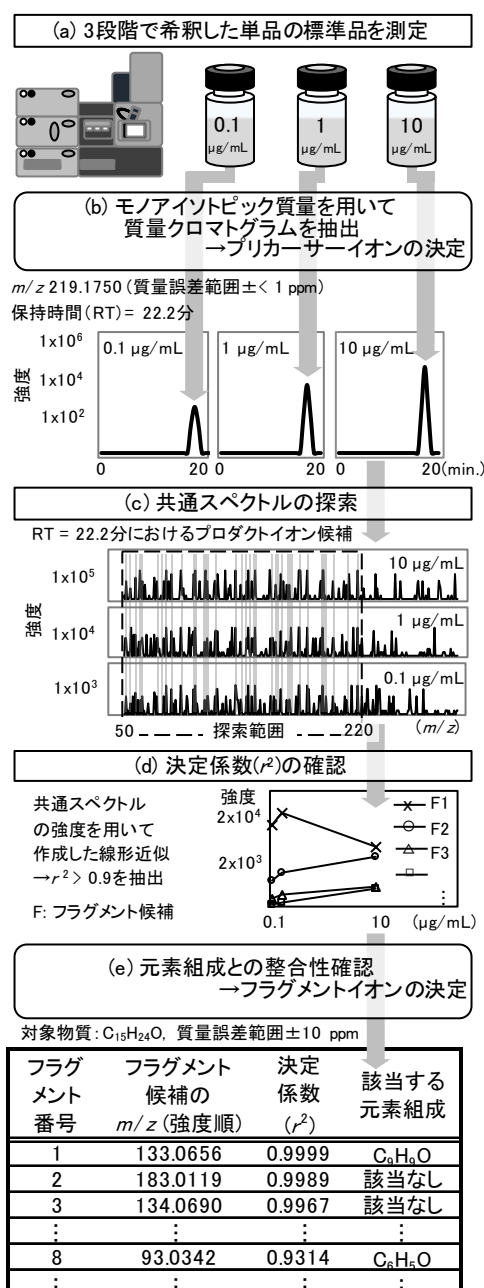 (a) 3段階で希釈した単品の標準品を測定
0.1 μg/mL
1 μg/mL
10 μg/mL
(b) モノアイソトピック質量を用いて
質量クロマトグラムを抽出
→プリカーサーイオンの決定
m/z 219.1750 (質量誤差範囲±< 1 ppm)
保持時間(RT)= 22.2分
強度
1x10⁶
1x10⁴
1x10²
0.1 μg/mL
1 μg/mL
10 μg/mL
0 20 0 20 0 20(min.)
(c) 共通スペクトルの探索
RT = 22.2分におけるプロダクトイオン候補
強度
1x10⁵
10 μg/mL
1x10⁴
1 μg/mL
1x10³
0.1 μg/mL
50 探索範囲 220 (m/z)
(d) 決定係数(r²)の確認
共通スペクトル
の強度を用いて
作成した線形近似
→r² > 0.9を抽出
F: フラグメント候補
強度
2x10⁴
2x10³
F1
F2
F3
⋮
0.1 10 (μg/mL)
(e) 元素組成との整合性確認
→フラグメントイオンの決定
対象物質:C₁₅H₂₄O, 質量誤差範囲±10 ppm
フラグメント番号 フラグメント候補の m/z (強度順) 決定係数 (r²) 該当する元素組成
1 133.0656 0.9999 C₉H₉O
2 183.0119 0.9989 該当なし
3 134.0690 0.9967 該当なし
⋮ ⋮ ⋮ ⋮
8 93.0342 0.9314 C₆H₅O
⋮ ⋮ ⋮ ⋮